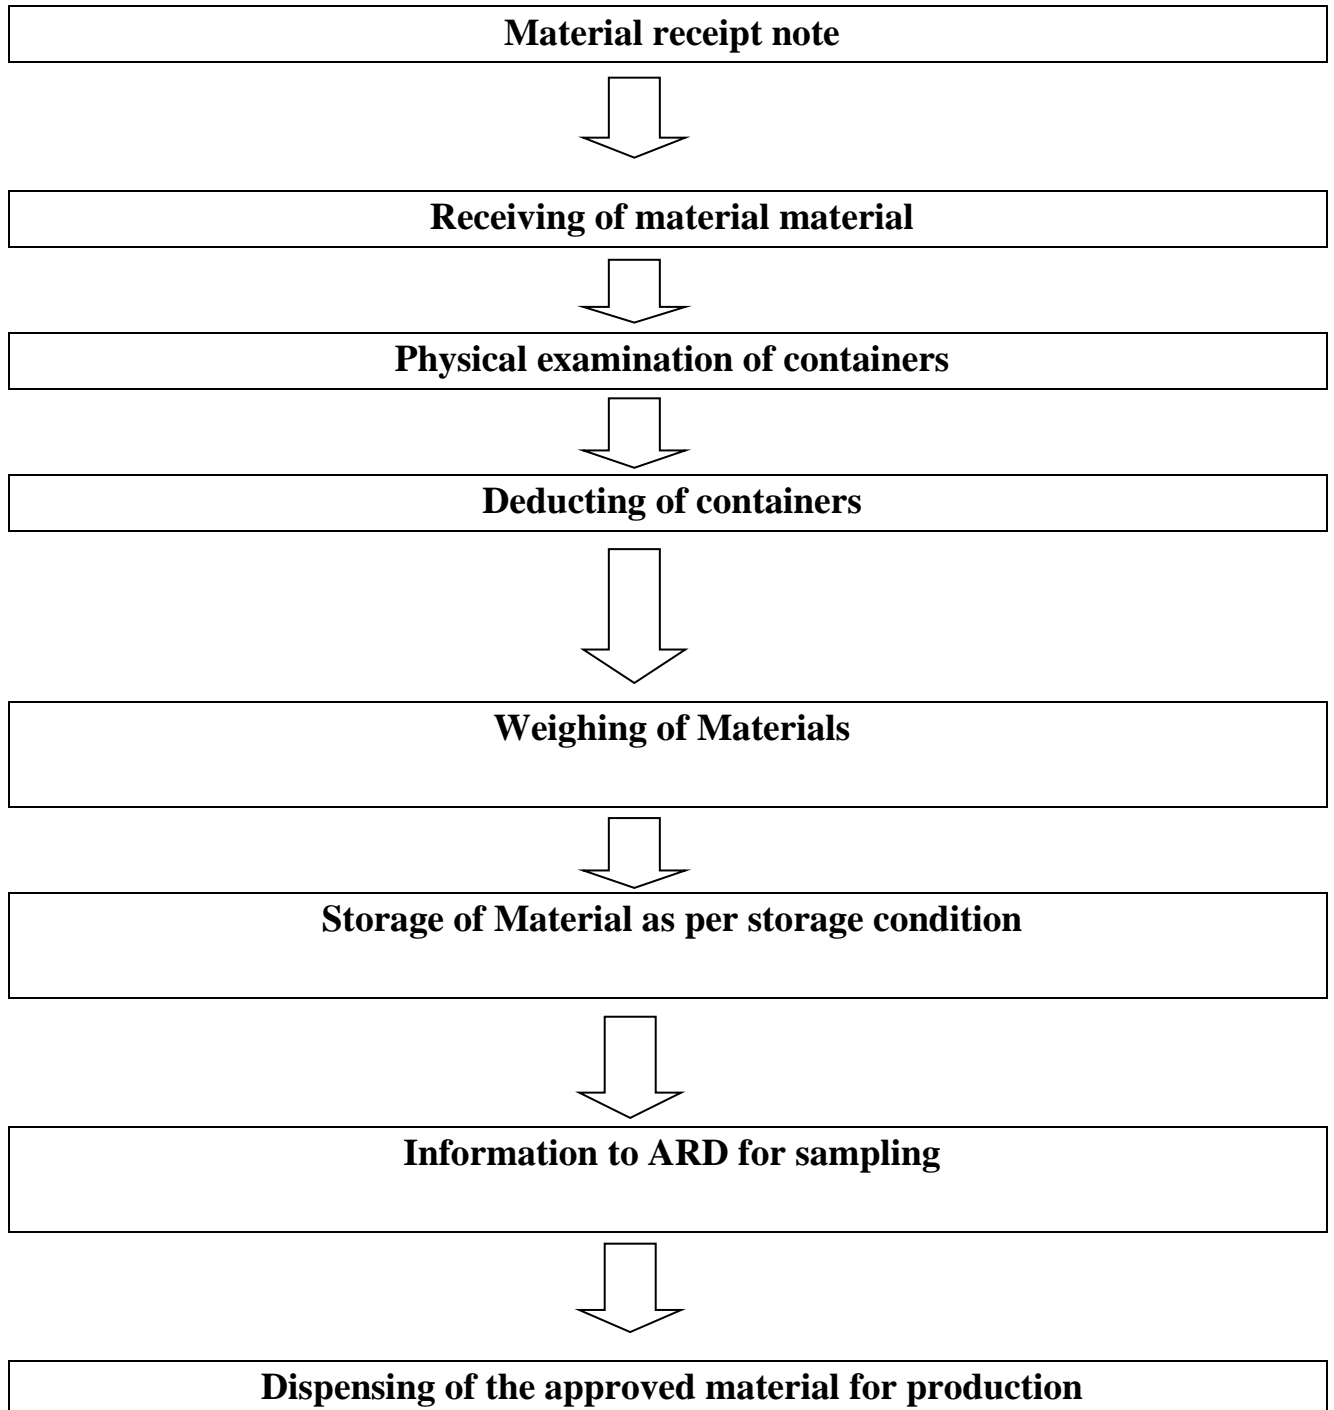 Material receipt note
Receiving of material material
Physical examination of containers
Deducting of containers
Weighing of Materials
Storage of Material as per storage condition
Information to ARD for sampling
Dispensing of the approved material for production